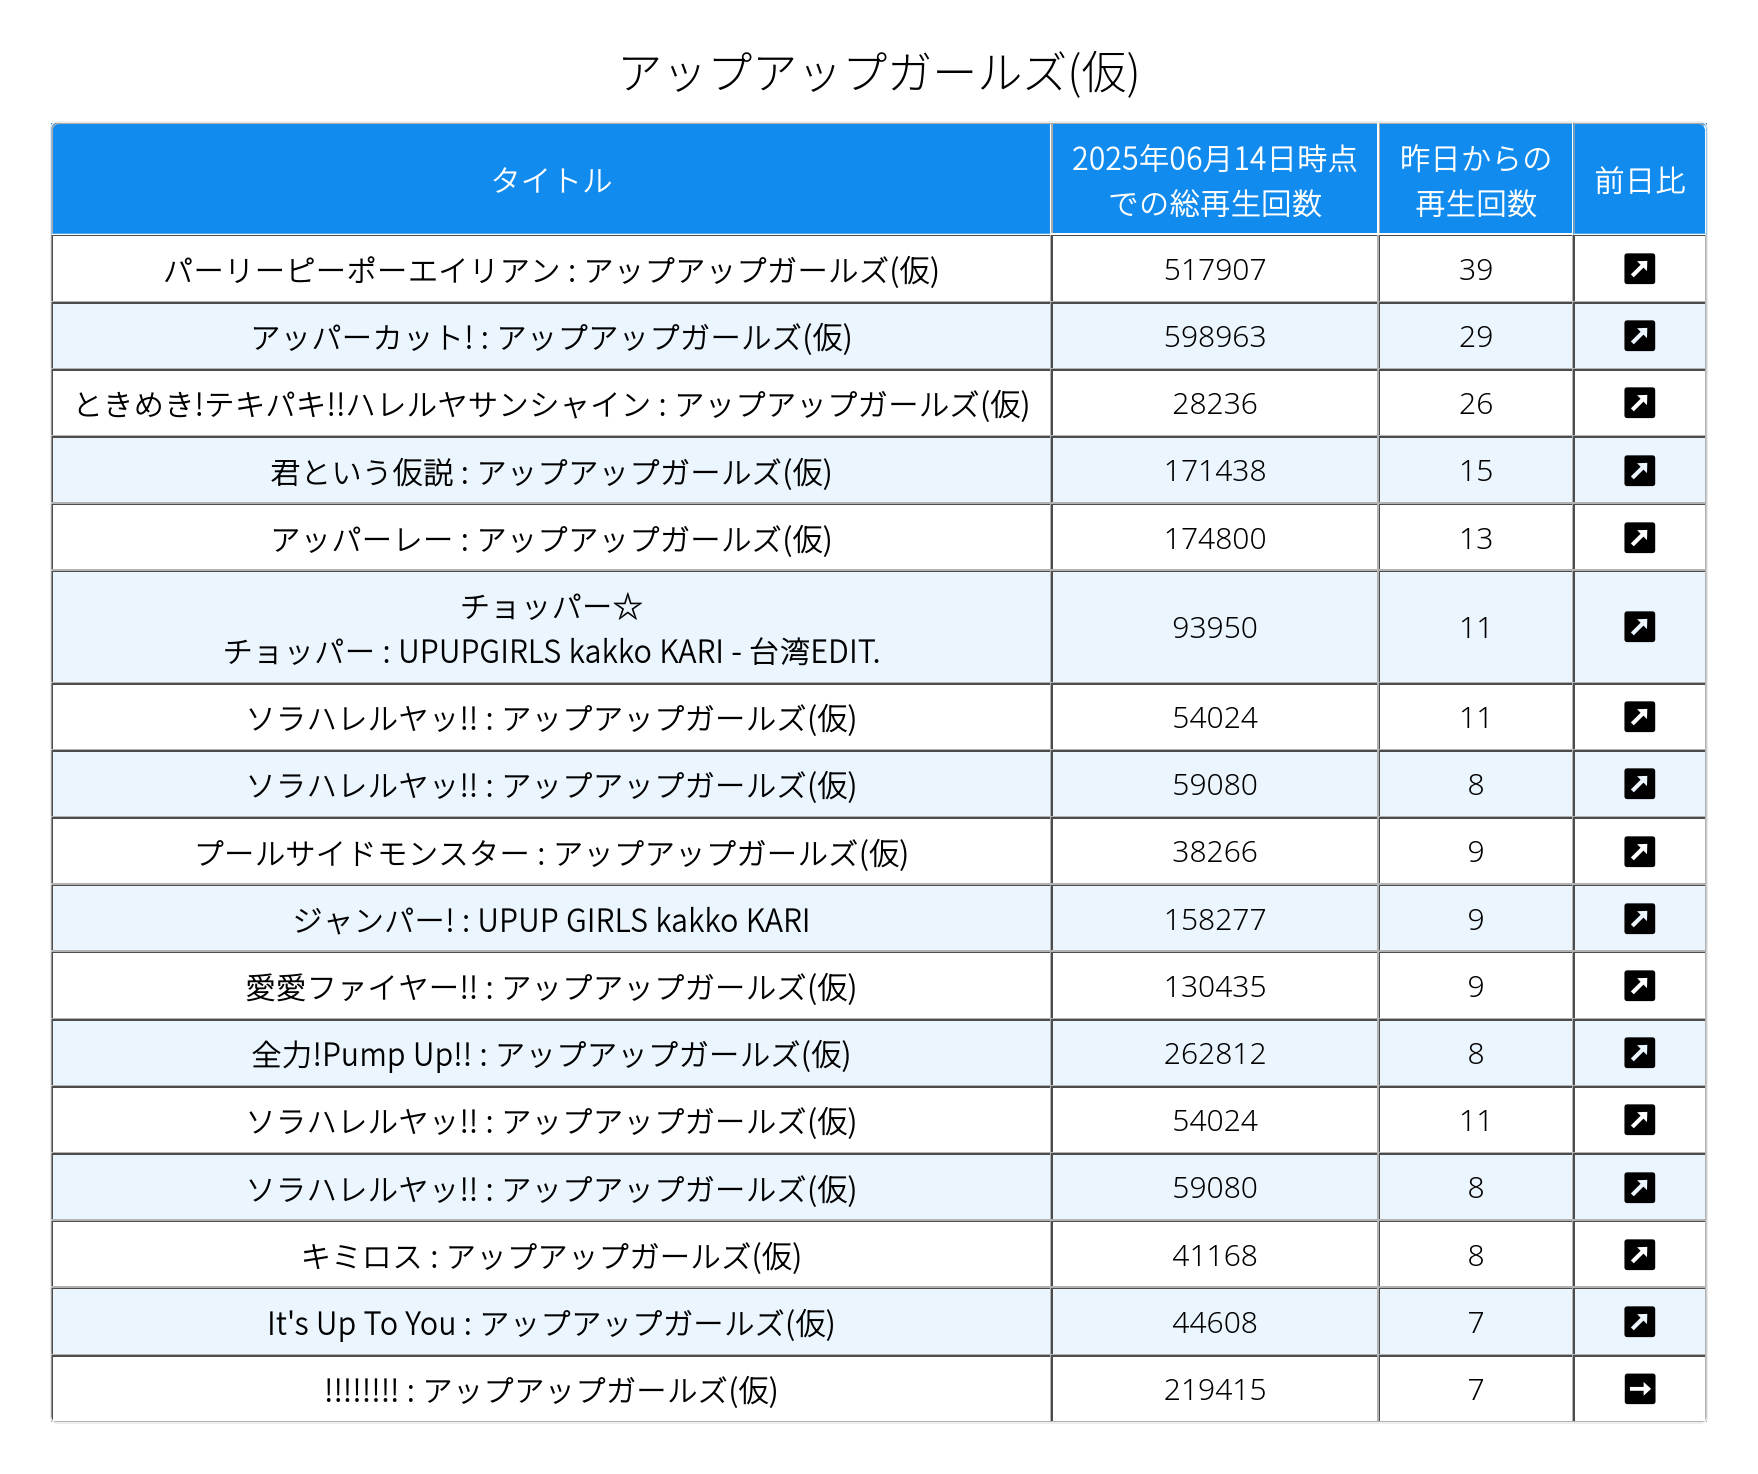 アップアップガールズ(仮)
タイトル
2025年06月14日時点
での総再生回数
昨日からの
再生回数
前日比
パーリーピーポーエイリアン : アップアップガールズ(仮) 517907 39
アッパーカット! : アップアップガールズ(仮) 598963 29
ときめき!テキパキ!!ハレルヤサンシャイン : アップアップガールズ(仮) 28236 26
君という仮説 : アップアップガールズ(仮) 171438 15
アッパーレー : アップアップガールズ(仮) 174800 13
チョッパー☆
チョッパー : UPUPGIRLS kakko KARI - 台湾EDIT. 93950 11
ソラハレルヤッ!! : アップアップガールズ(仮) 54024 11
ソラハレルヤッ!! : アップアップガールズ(仮) 59080 8
プールサイドモンスター : アップアップガールズ(仮) 38266 9
ジャンパー! : UPUP GIRLS kakko KARI 158277 9
愛愛ファイヤー!! : アップアップガールズ(仮) 130435 9
全力!Pump Up!! : アップアップガールズ(仮) 262812 8
ソラハレルヤッ!! : アップアップガールズ(仮) 54024 11
ソラハレルヤッ!! : アップアップガールズ(仮) 59080 8
キミロス : アップアップガールズ(仮) 41168 8
It's Up To You : アップアップガールズ(仮) 44608 7
!!!!!!!! : アップアップガールズ(仮) 219415 7